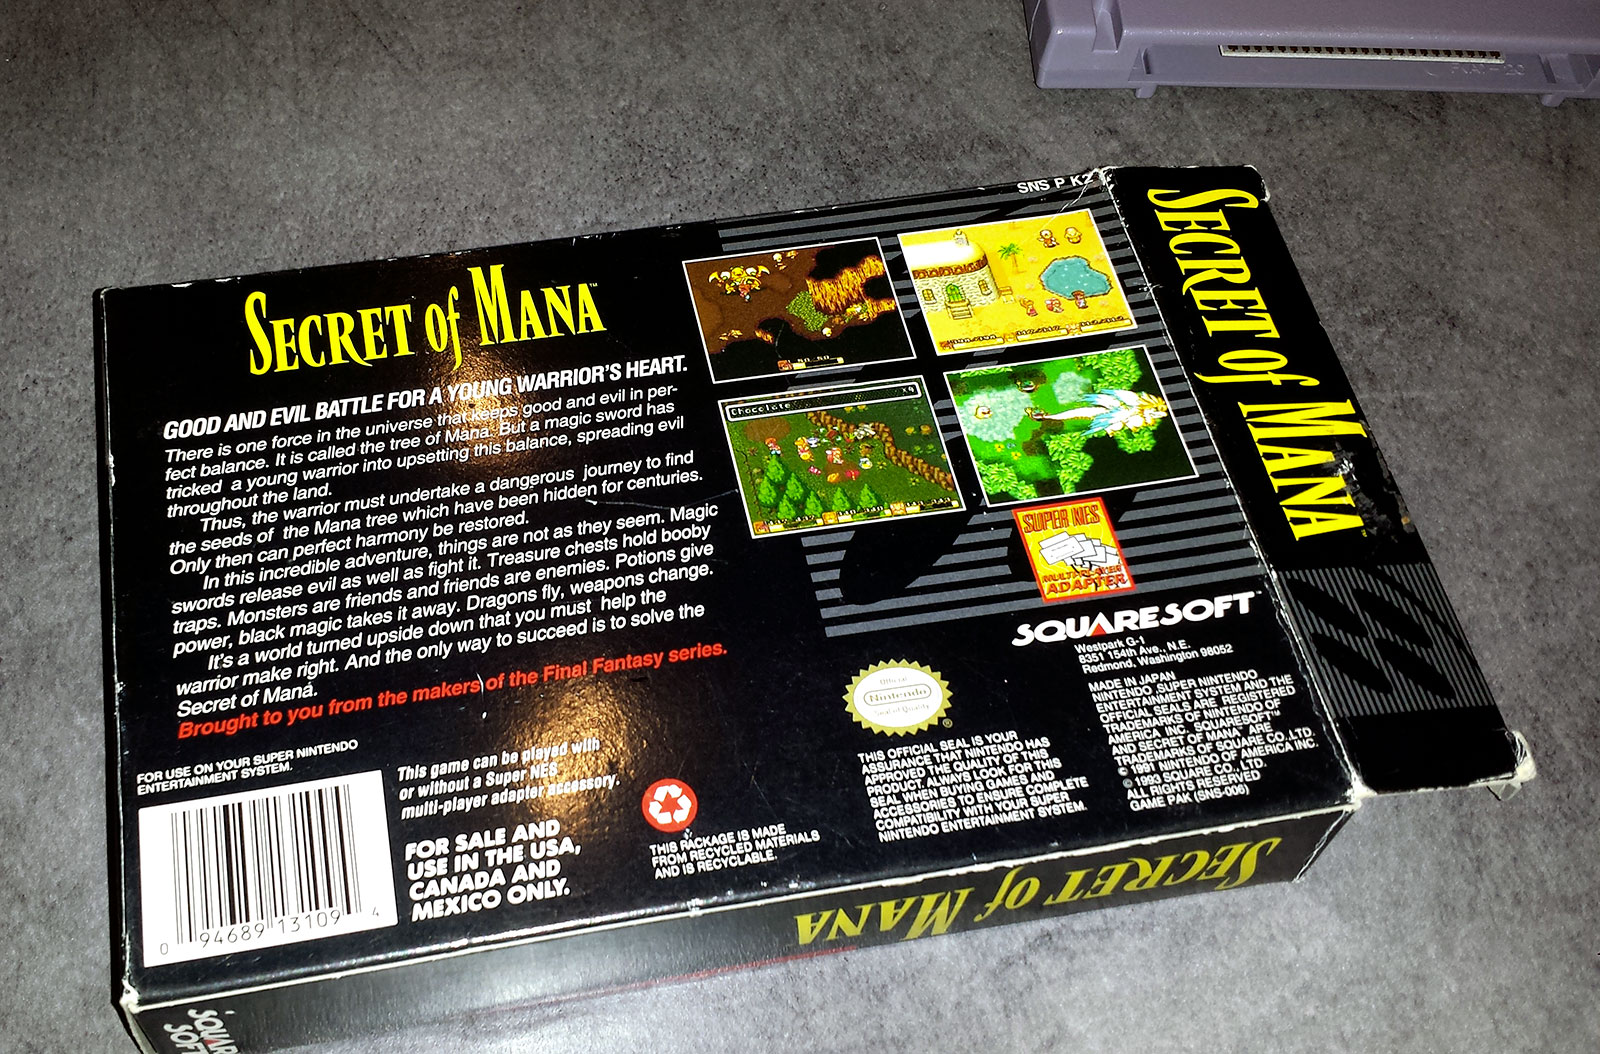 SNS P K2
SECRET of MANA™
GOOD AND EVIL BATTLE FOR A YOUNG WARRIOR'S HEART.
There is one force in the universe that keeps good and evil in per-
fect balance. It is called the tree of Mana. But a magic sword has
tricked a young warrior into upsetting this balance, spreading evil
throughout the land.
Thus, the warrior must undertake a dangerous journey to find
the seeds of the Mana tree which have been hidden for centuries.
Only then can perfect harmony be restored.
In this incredible adventure, things are not as they seem. Magic
swords release evil as well as fight it. Treasure chests hold booby
traps. Monsters are friends and friends are enemies. Potions give
power, black magic takes it away. Dragons fly, weapons change.
It's a world turned upside down that you must help the
warrior make right. And the only way to succeed is to solve the
Secret of Mana.
Brought to you from the makers of the Final Fantasy series.
Chocolate x4
SUPER NES
MULTI-PLAYER
ADAPTER
SQUARESOFT™
Westpark G-1
8351 154th Ave., N.E.
Redmond, Washington 98052
MADE IN JAPAN
NINTENDO, SUPER NINTENDO
ENTERTAINMENT SYSTEM AND THE
OFFICIAL SEALS ARE REGISTERED
TRADEMARKS OF NINTENDO OF
AMERICA INC. SQUARESOFT™
AND SECRET OF MANA™ ARE
TRADEMARKS OF SQUARE CO., LTD.
© 1991 NINTENDO OF AMERICA INC.
© 1993 SQUARE CO., LTD.
ALL RIGHTS RESERVED
GAME PAK (SNS-006)
Official
Nintendo
Seal of Quality
®
THIS OFFICIAL SEAL IS YOUR
ASSURANCE THAT NINTENDO HAS
APPROVED THE QUALITY OF THIS
PRODUCT. ALWAYS LOOK FOR THIS
SEAL WHEN BUYING GAMES AND
ACCESSORIES TO ENSURE COMPLETE
COMPATIBILITY WITH YOUR SUPER
NINTENDO ENTERTAINMENT SYSTEM.
FOR USE ON YOUR SUPER NINTENDO
ENTERTAINMENT SYSTEM.
0 94689 13109 4
This game can be played with
or without a Super NES
multi-player adapter accessory.
FOR SALE AND
USE IN THE USA,
CANADA AND
MEXICO ONLY.
THIS PACKAGE IS MADE
FROM RECYCLED MATERIALS
AND IS RECYCLABLE.
SECRET of MANA™
SECRET of MANA
SQUAR
SOFT